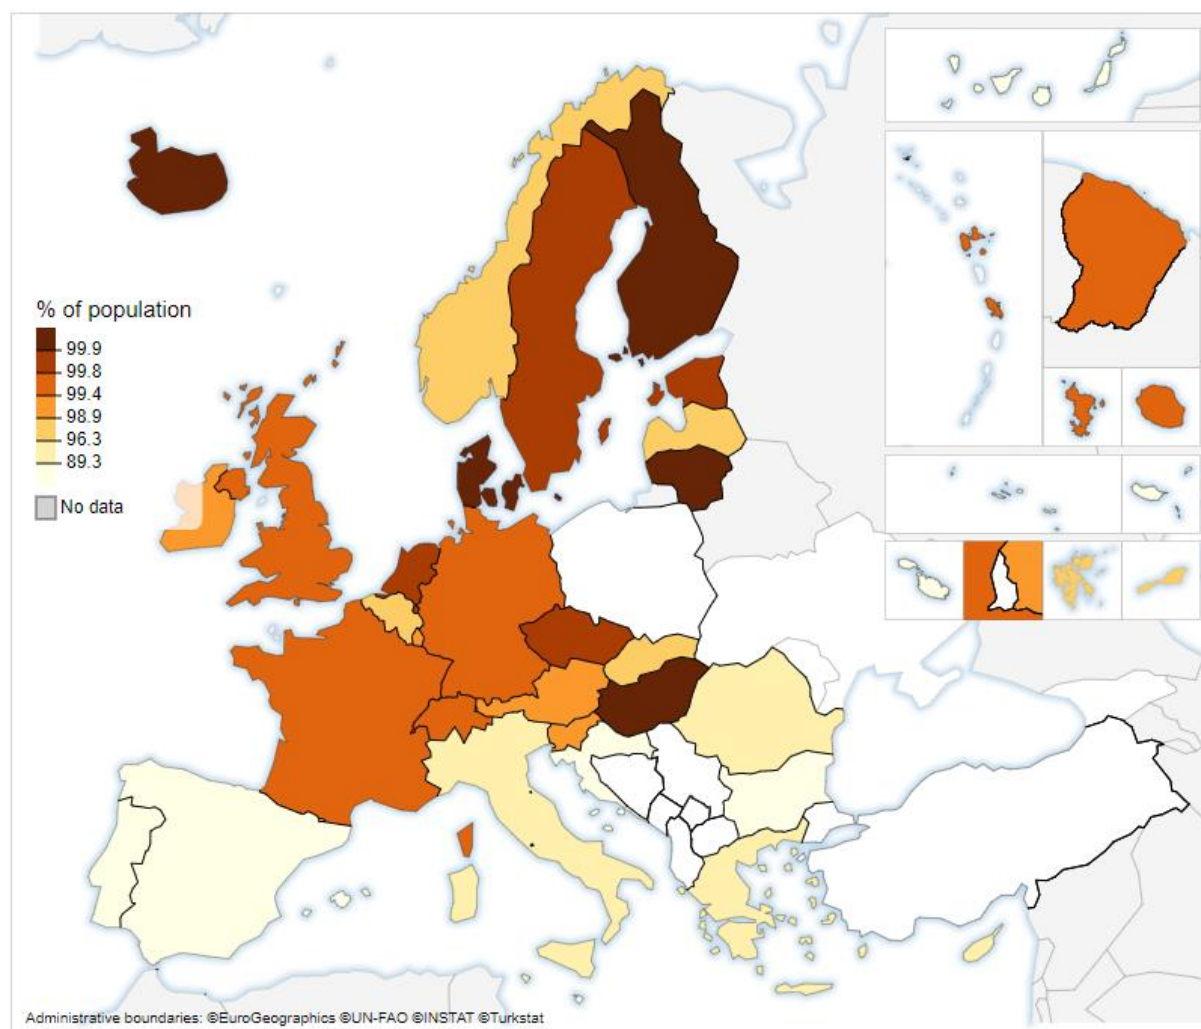 % of population
99.9
99.8
99.4
98.9
96.3
89.3
No data
Administrative boundaries: ©EuroGeographics ©UN-FAO ©INSTAT ©Turkstat